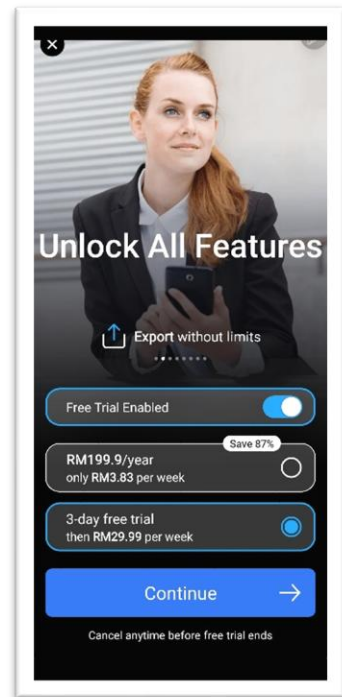 Unlock All Features
Export without limits
Free Trial Enabled
Save 87%
RM199.9/year
only RM3.83 per week
3-day free trial
then RM29.99 per week
Continue
Cancel anytime before free trial ends